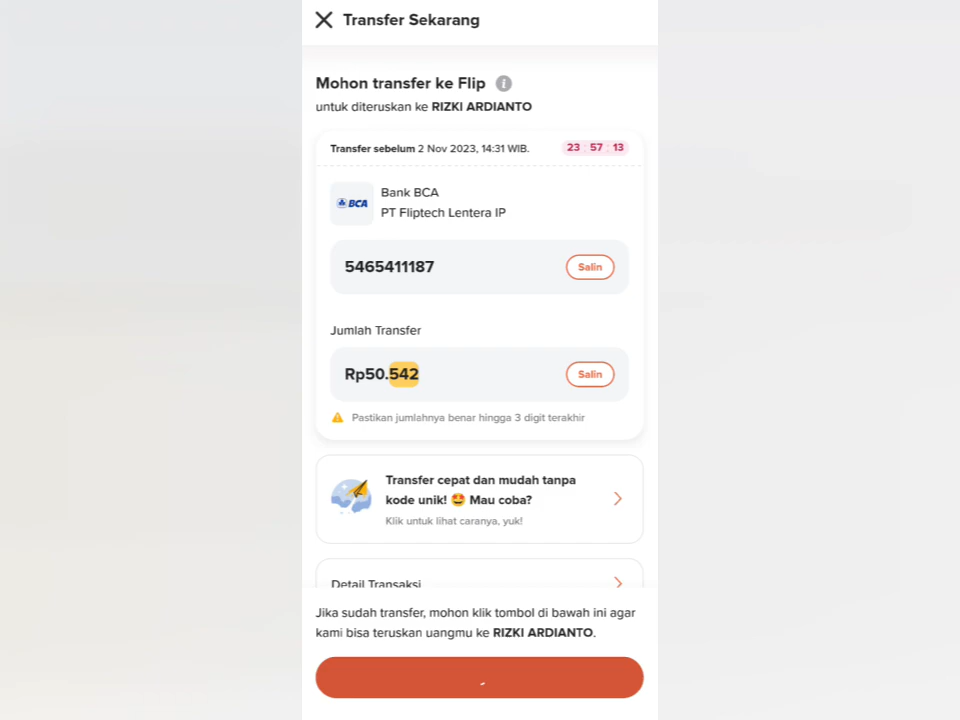 Transfer Sekarang
Mohon transfer ke Flip
untuk diteruskan ke RIZKI ARDIANTO
Transfer sebelum 2 Nov 2023, 14:31 WIB. 23 : 57 : 13
Bank BCA
BCA
PT Fliptech Lentera IP
5465411187 Salin
Jumlah Transfer
Rp50.542 Salin
Pastikan jumlahnya benar hingga 3 digit terakhir
Transfer cepat dan mudah tanpa
kode unik! 🤩 Mau coba?
Klik untuk lihat caranya, yuk!
Detail Transaksi
Jika sudah transfer, mohon klik tombol di bawah ini agar
kami bisa teruskan uangmu ke RIZKI ARDIANTO.